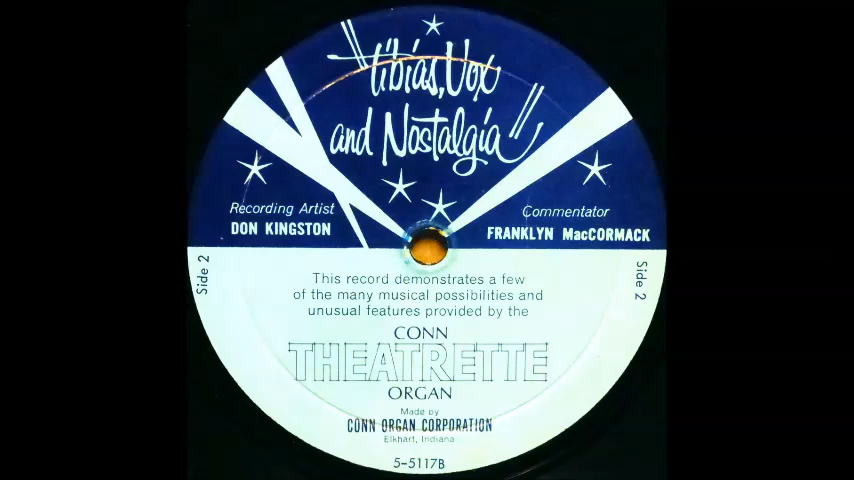 "Tibias, Vox
and Nostalgia"
Recording Artist
DON KINGSTON
Commentator
FRANKLYN MacCORMACK
Side 2
Side 2
This record demonstrates a few
of the many musical possibilities and
unusual features provided by the
CONN
THEATRETTE
ORGAN
Made by
CONN ORGAN CORPORATION
Elkhart, Indiana
5-5117B